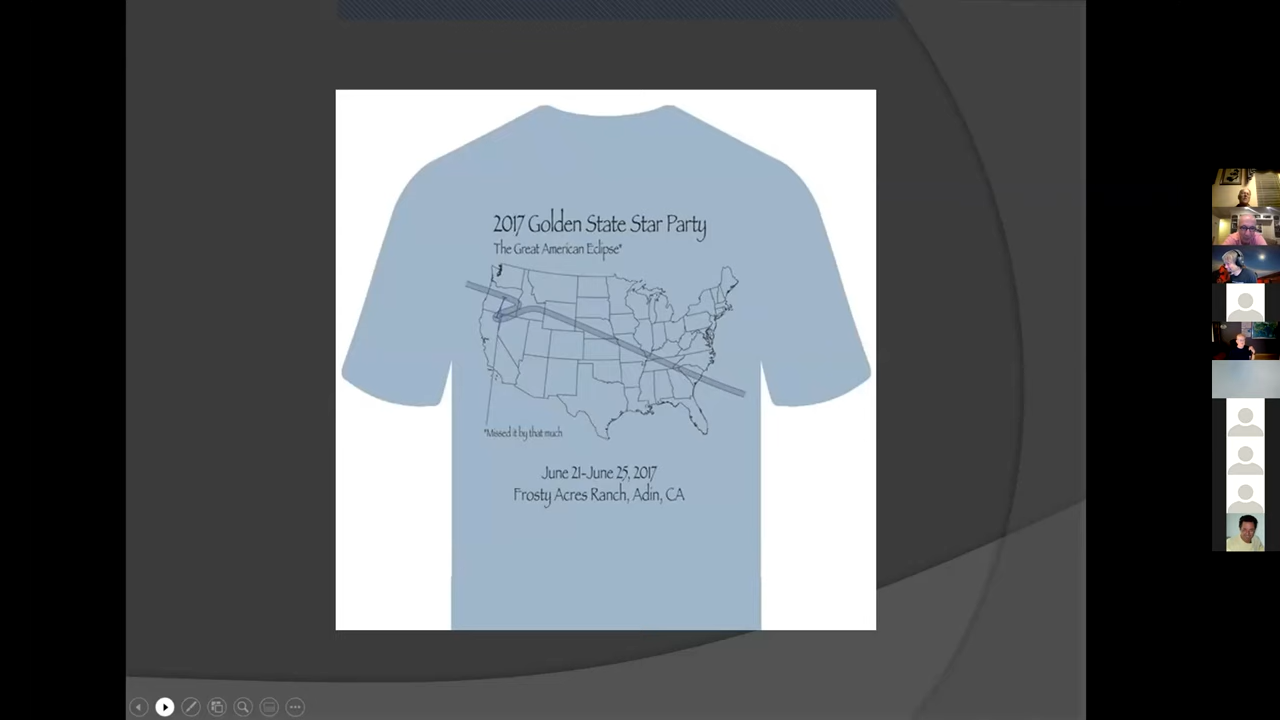 2017 Golden State Star Party
The Great American Eclipse*
*Missed it by that much
June 21-June 25, 2017
Frosty Acres Ranch, Adin, CA